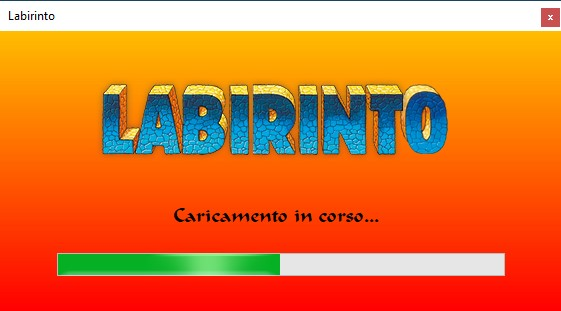 Labirinto
x
LABIRINTO
Caricamento in corso...